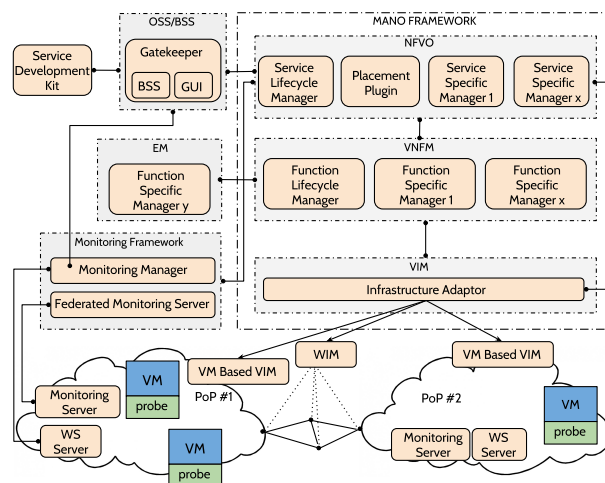 OSS/BSS
Gatekeeper
BSS
GUI
Service
Development
Kit
MANO FRAMEWORK
NFVO
Service
Lifecycle
Manager
Placement
Plugin
Service
Specific
Manager 1
Service
Specific
Manager x
EM
Function
Specific
Manager y
VNFM
Function
Lifecycle
Manager
Function
Specific
Manager 1
Function
Specific
Manager x
Monitoring Framework
Monitoring Manager
Federated Monitoring Server
VIM
Infrastructure Adaptor
VM Based VIM
WIM
VM Based VIM
Monitoring
Server
VM
probe
PoP #1
WS
Server
VM
probe
PoP #2
VM
probe
Monitoring
Server
WS
Server